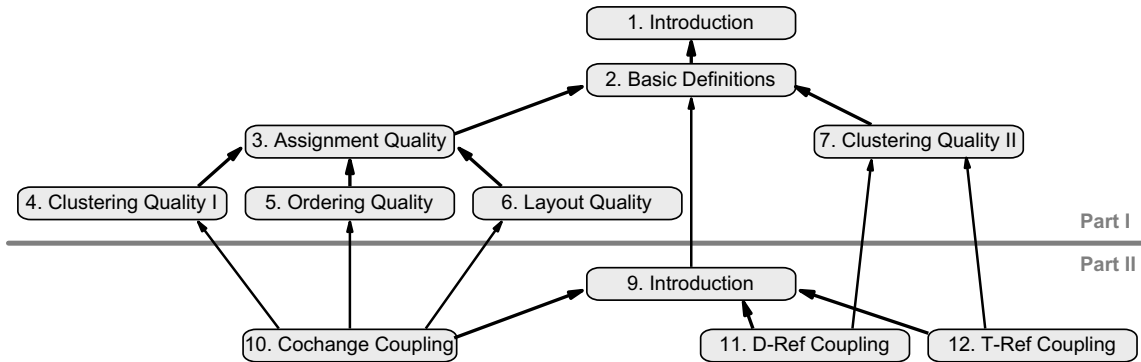 1. Introduction
2. Basic Definitions
3. Assignment Quality
7. Clustering Quality II
4. Clustering Quality I
5. Ordering Quality
6. Layout Quality
Part I
Part II
9. Introduction
10. Cochange Coupling
11. D-Ref Coupling
12. T-Ref Coupling